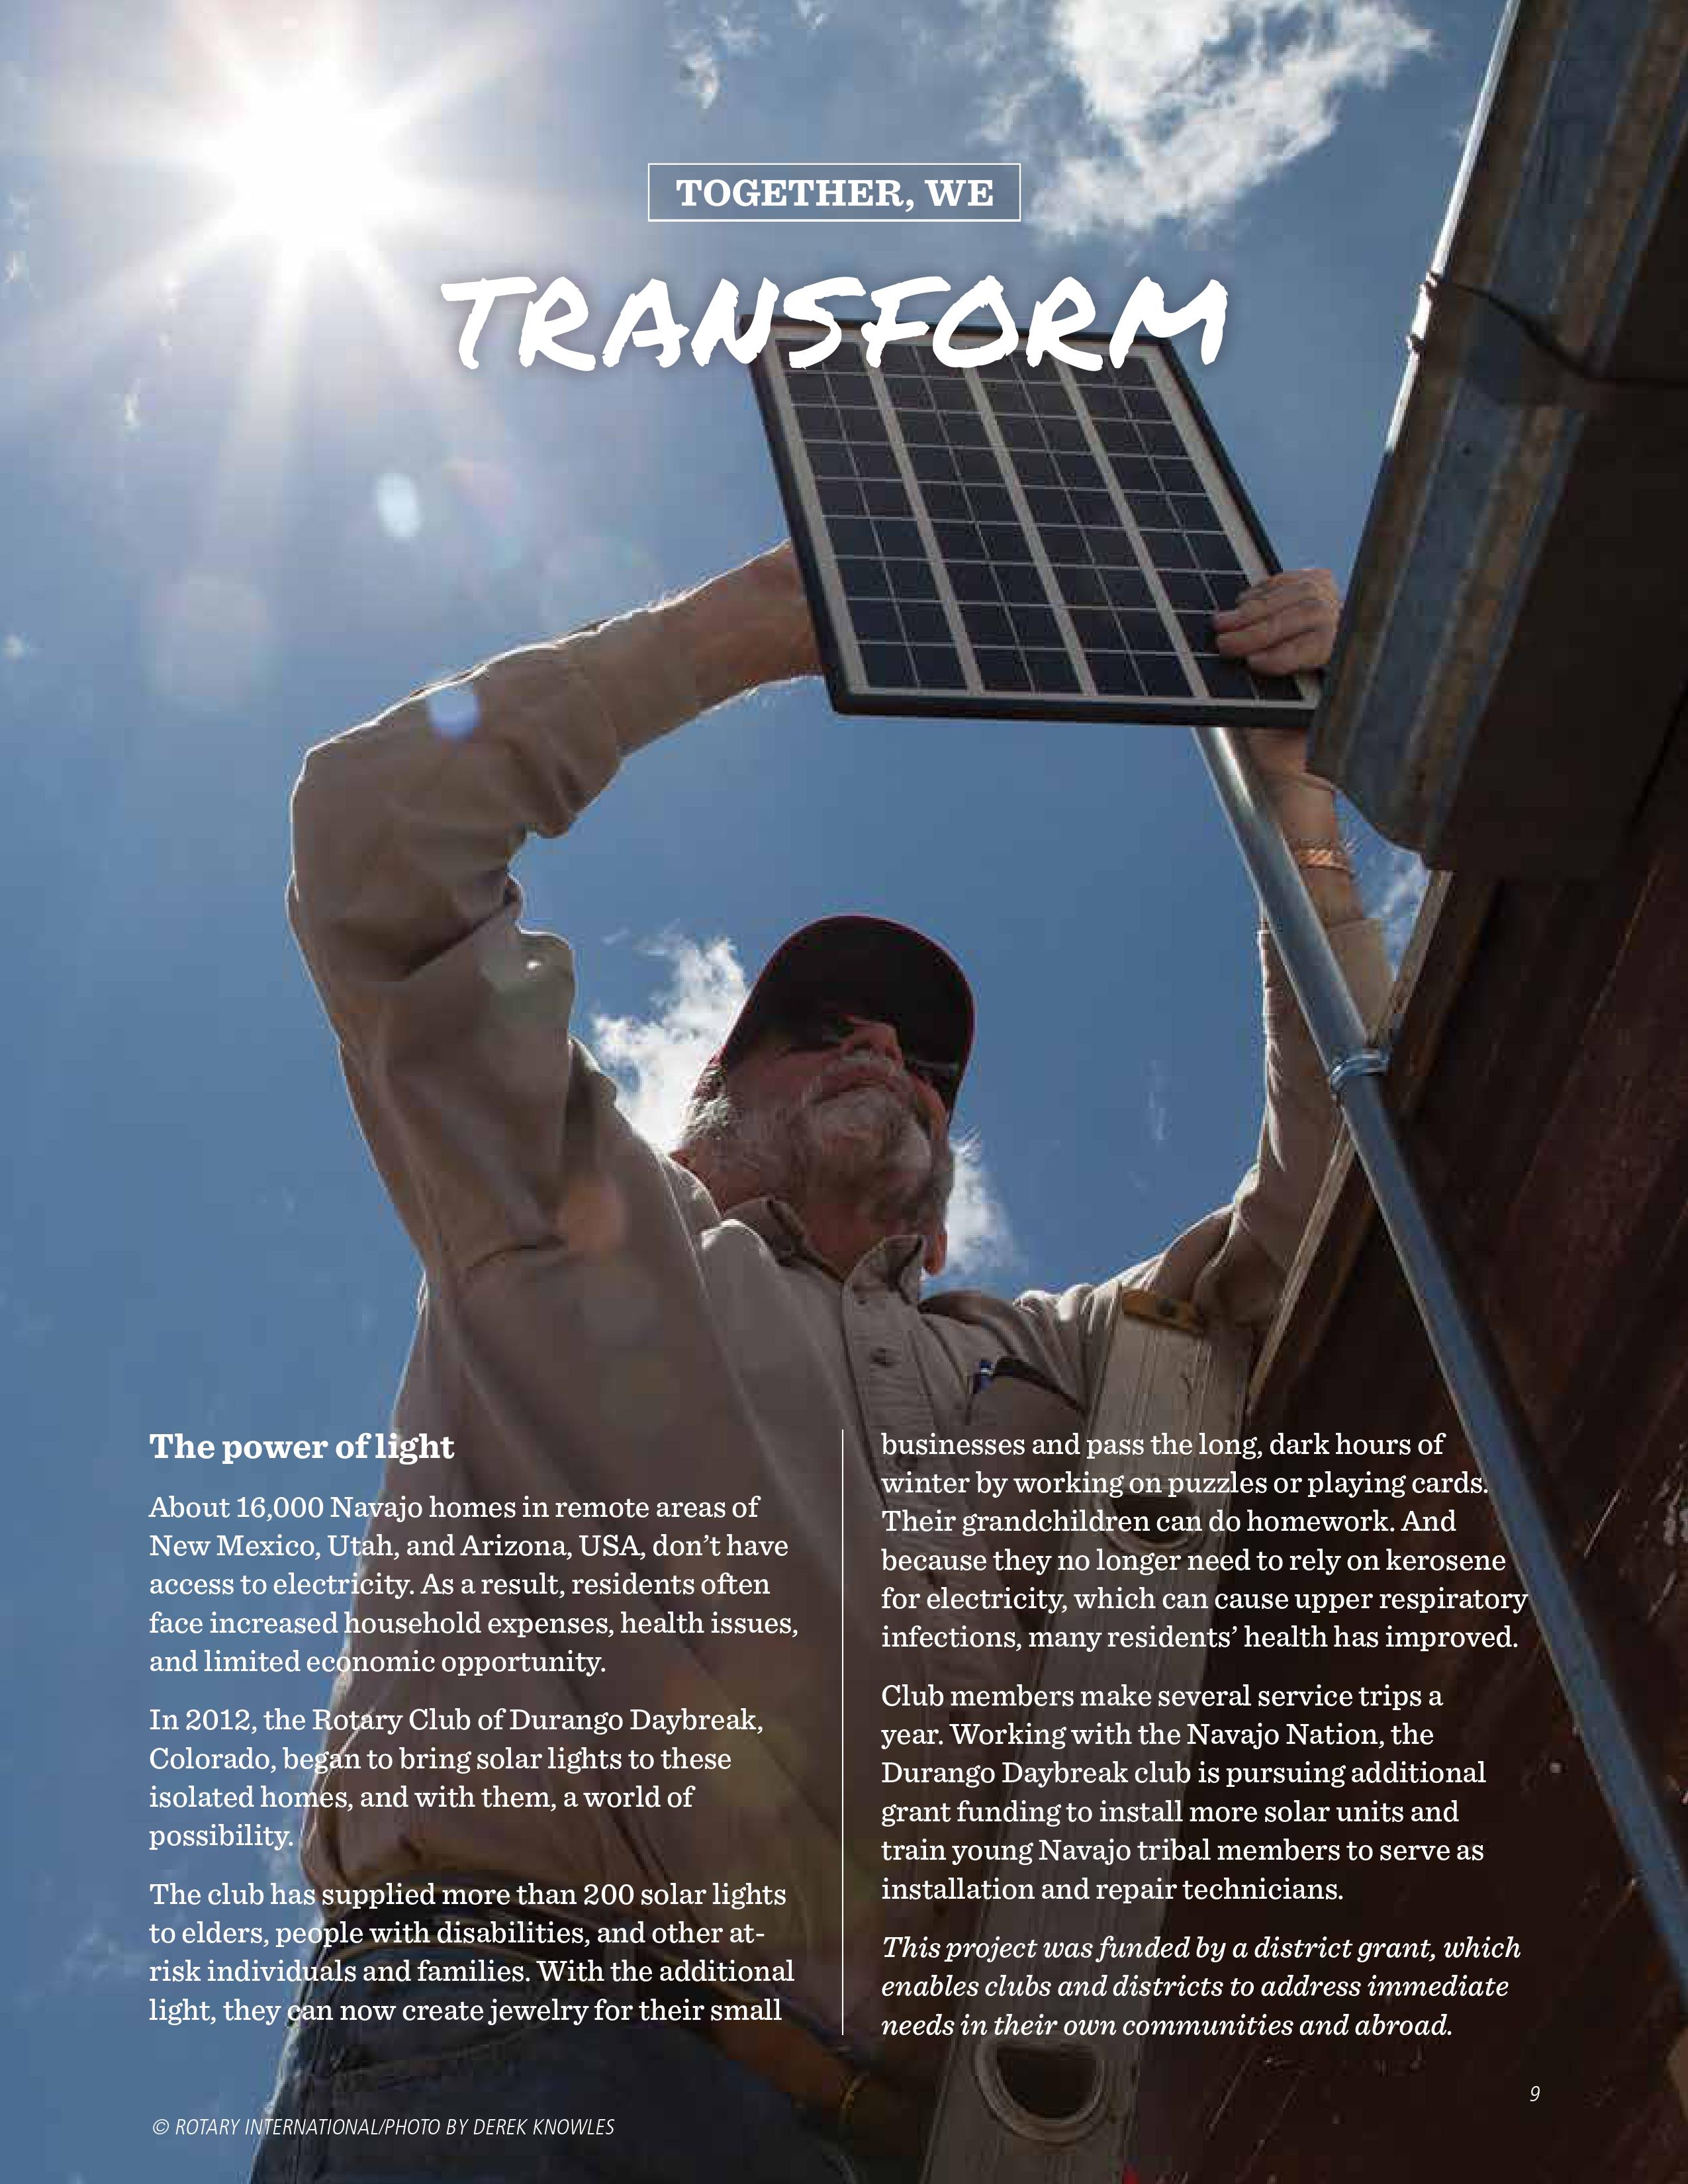 TOGETHER, WE
TRANSFORM
The power of light
About 16,000 Navajo homes in remote areas of
New Mexico, Utah, and Arizona, USA, don’t have
access to electricity. As a result, residents often
face increased household expenses, health issues,
and limited economic opportunity.
In 2012, the Rotary Club of Durango Daybreak,
Colorado, began to bring solar lights to these
isolated homes, and with them, a world of
possibility.
The club has supplied more than 200 solar lights
to elders, people with disabilities, and other at-
risk individuals and families. With the additional
light, they can now create jewelry for their small
businesses and pass the long, dark hours of
winter by working on puzzles or playing cards.
Their grandchildren can do homework. And
because they no longer need to rely on kerosene
for electricity, which can cause upper respiratory
infections, many residents’ health has improved.
Club members make several service trips a
year. Working with the Navajo Nation, the
Durango Daybreak club is pursuing additional
grant funding to install more solar units and
train young Navajo tribal members to serve as
installation and repair technicians.
This project was funded by a district grant, which
enables clubs and districts to address immediate
needs in their own communities and abroad.
9
© ROTARY INTERNATIONAL/PHOTO BY DEREK KNOWLES